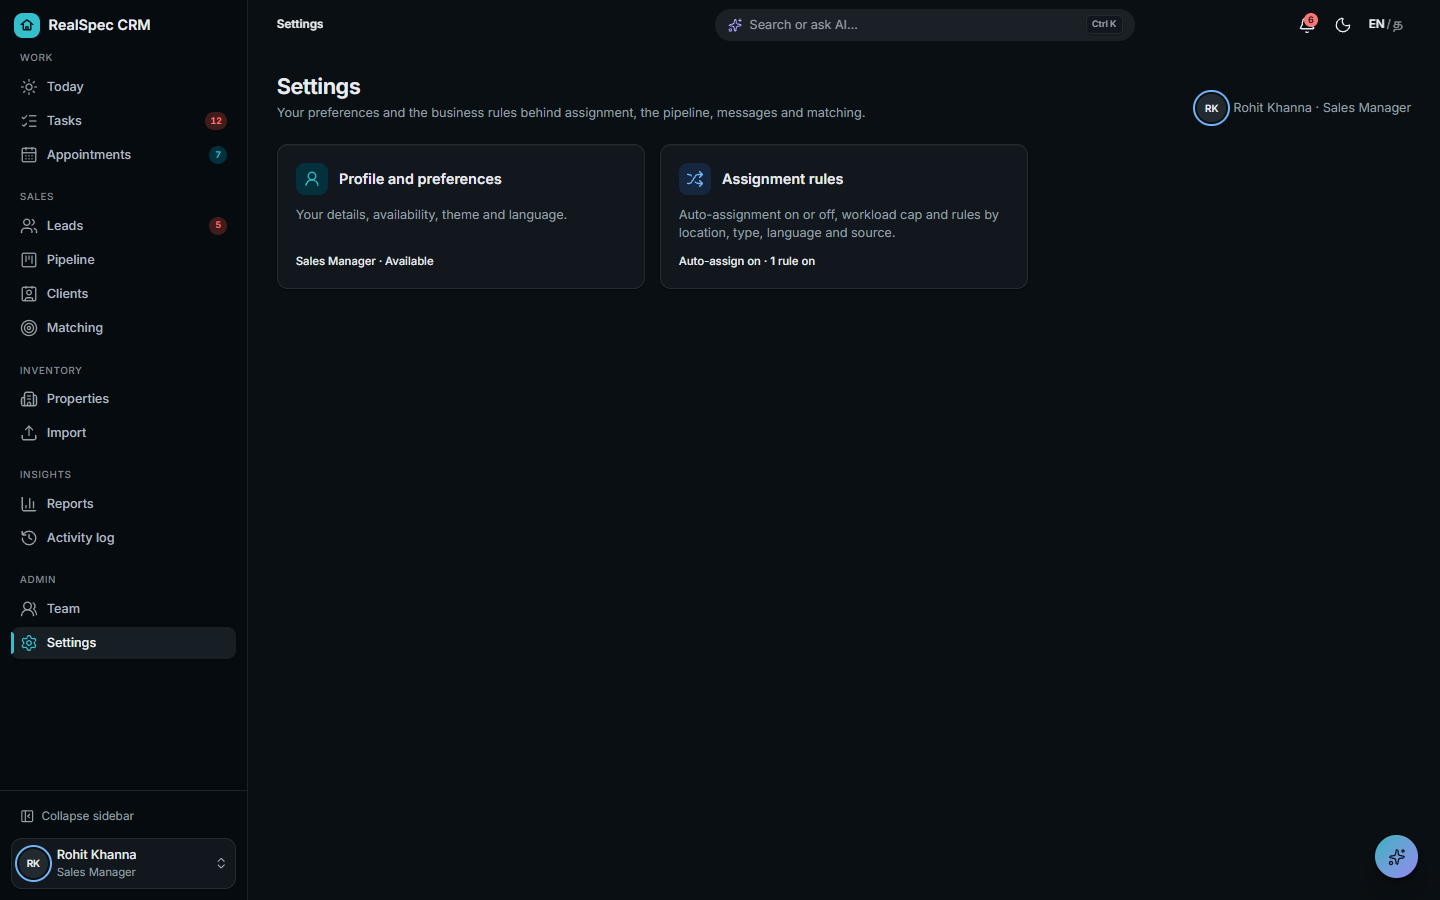 RealSpec CRM
WORK
Today
Tasks
12
Appointments
7
SALES
Leads
5
Pipeline
Clients
Matching
INVENTORY
Properties
Import
INSIGHTS
Reports
Activity log
ADMIN
Team
Settings
Collapse sidebar
RK
Rohit Khanna
Sales Manager
Settings
Search or ask AI...
Ctrl K
6
EN / த
Settings
Your preferences and the business rules behind assignment, the pipeline, messages and matching.
RK
Rohit Khanna · Sales Manager
Profile and preferences
Your details, availability, theme and language.
Sales Manager · Available
Assignment rules
Auto-assignment on or off, workload cap and rules by
location, type, language and source.
Auto-assign on · 1 rule on